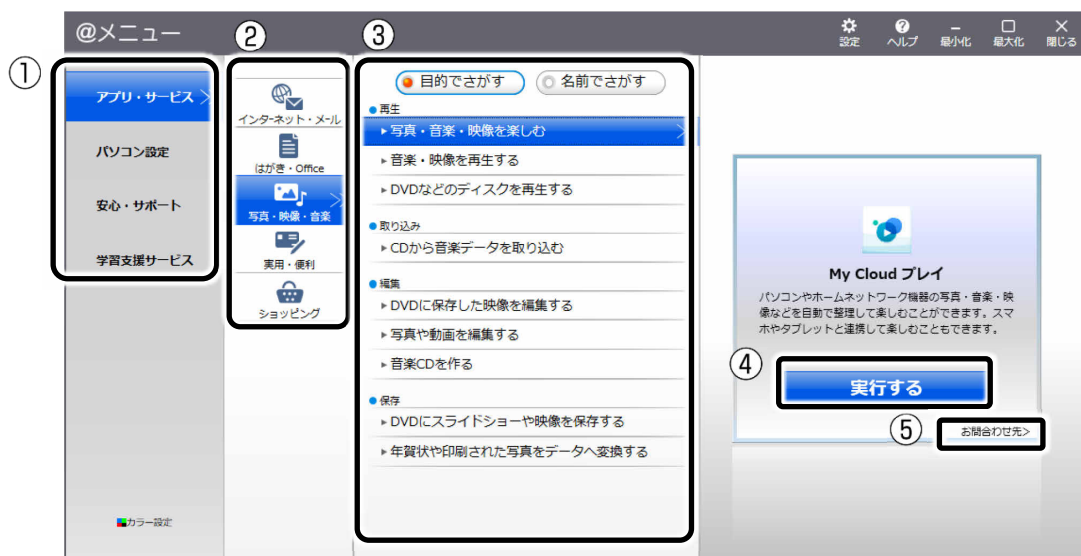 @メニュー
設定
ヘルプ
最小化
最大化
閉じる
①
②
③
アプリ・サービス
パソコン設定
安心・サポート
学習支援サービス
カラー設定
インターネット・メール
はがき・Office
写真・映像・音楽
実用・便利
ショッピング
目的でさがす
名前でさがす
再生
写真・音楽・映像を楽しむ
音楽・映像を再生する
DVDなどのディスクを再生する
取り込み
CDから音楽データを取り込む
編集
DVDに保存した映像を編集する
写真や動画を編集する
音楽CDを作る
保存
DVDにスライドショーや映像を保存する
年賀状や印刷された写真をデータへ変換する
My Cloud プレイ
パソコンやホームネットワーク機器の写真・音楽・映
像などを自動で整理して楽しむことができます。スマ
ホやタブレットと連携して楽しむこともできます。
④
実行する
⑤
お問合わせ先>